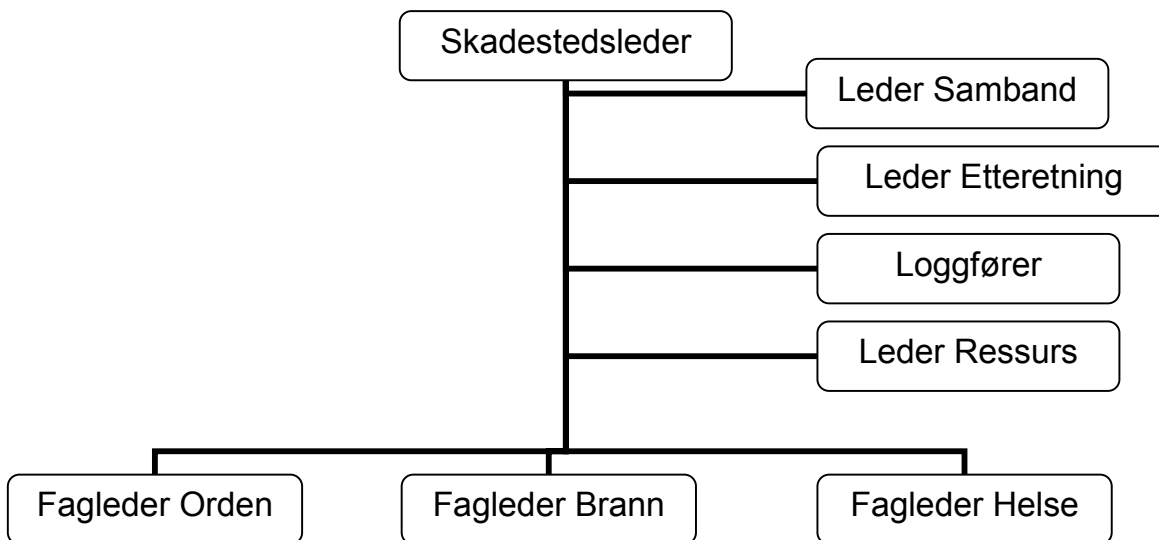 Skadestedsleder
Leder Samband
Leder Etteretning
Loggfører
Leder Ressurs
Fagleder Orden
Fagleder Brann
Fagleder Helse